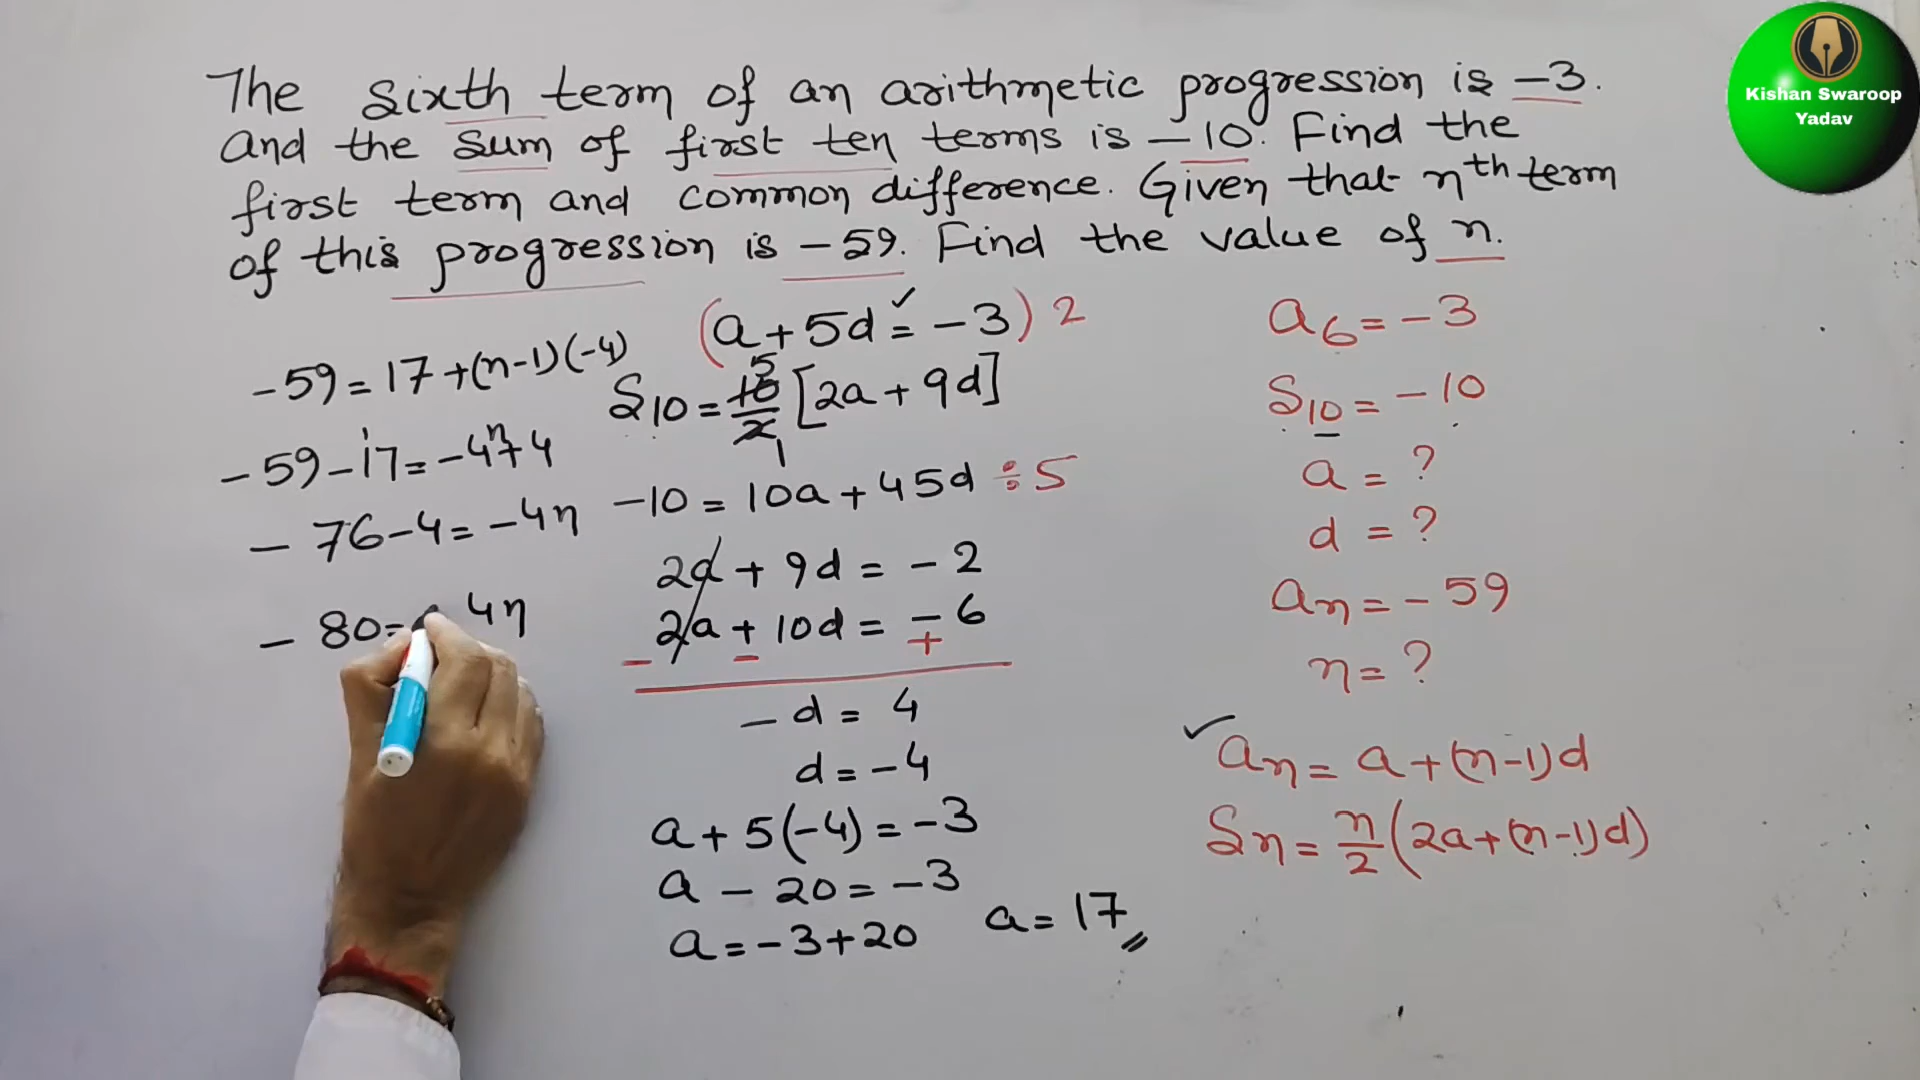 The sixth term of an arithmetic progression is -3.
And the sum of first ten terms is -10. Find the
first term and common difference. Given that nth term
of this progression is -59. Find the value of n.
Kishan Swaroop
Yadav
-59 = 17 + (n-1)(-4)
-59 - 17 = -4n + 4
-76 - 4 = -4n
-80 = 4n
(a + 5d = -3) 2
S10 = 10/2 5 1 [2a + 9d]
-10 = 10a + 45d ÷ 5
2a + 9d = -2
2a + 10d = -6
- - +
-d = 4
d = -4
a + 5(-4) = -3
a - 20 = -3
a = -3 + 20
a = 17
a6 = -3
S10 = -10
a = ?
d = ?
an = -59
n = ?
✓ an = a + (n-1)d
Sn = n/2 (2a + (n-1)d)